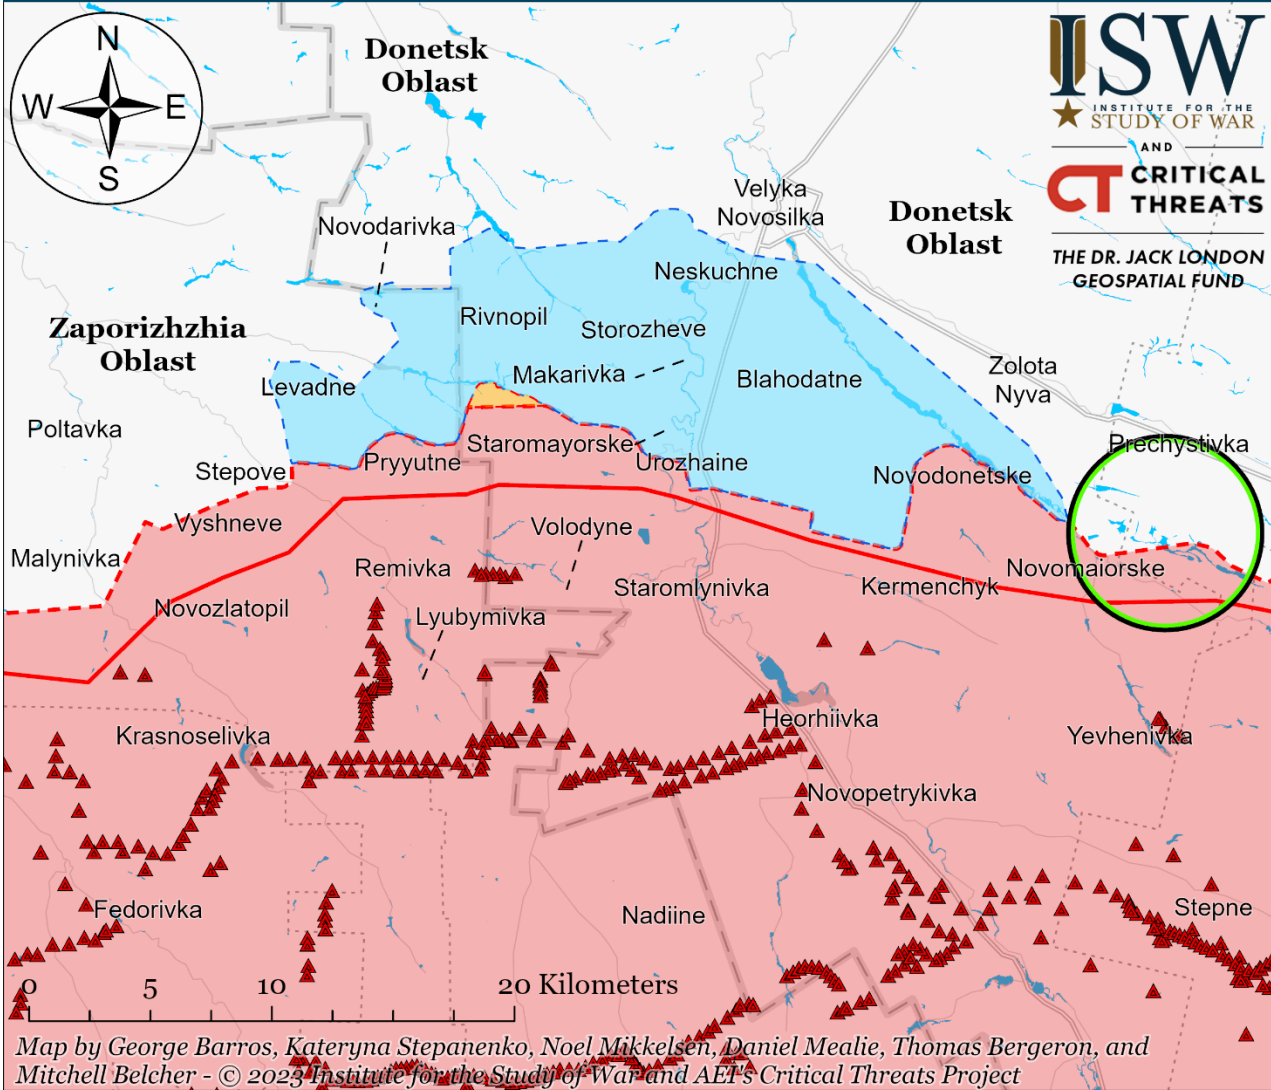 N
W E
S
Donetsk
Oblast
ISW
INSTITUTE FOR THE
STUDY OF WAR
AND
CT CRITICAL
THREATS
THE DR. JACK LONDON
GEOSPATIAL FUND
Velyka
Novosilka
Donetsk
Oblast
Novodarivka
Neskuchne
Rivnopil
Storozheve
Zaporizhzhia
Oblast
Levadne
Makarivka
Blahodatne
Zolota
Nyva
Poltavka
Staromayorske
Prechystivka
Stepove
Pryyutne
Urozhaine
Novodonetske
Vyshneve
Volodyne
Malynivka
Remivka
Novomaiorske
Staromlynivka
Kermenchyk
Novozlatopil
Lyubymivka
Krasnoselivka
Heorhiivka
Yevhenivka
Novopetrykivka
Fedorivka
Nadiine
Stepne
0 5 10 20 Kilometers
Map by George Barros, Kateryna Stepanenko, Noel Mikkelsen, Daniel Mealie, Thomas Bergeron, and
Mitchell Belcher - © 2023 Institute for the Study of War and AEI's Critical Threats Project